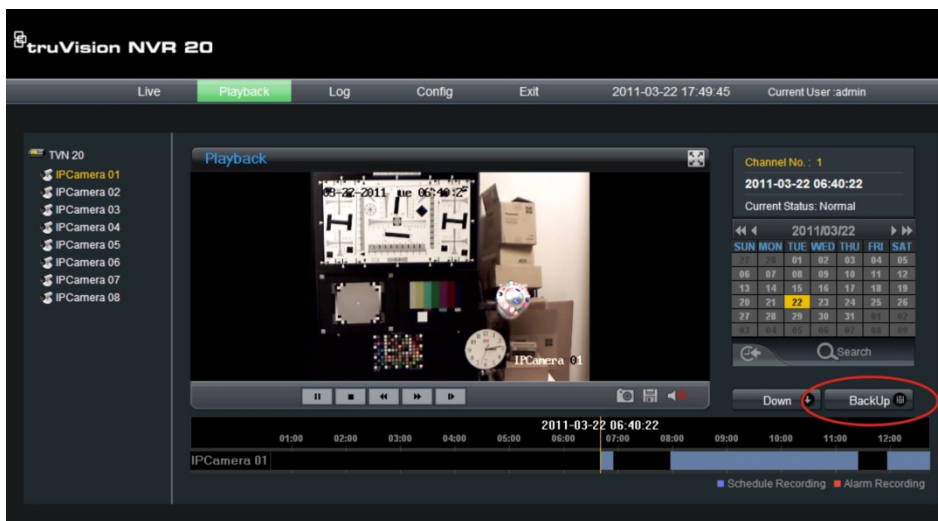 truVision NVR 20
Live Playback Log Config Exit 2011-03-22 17:49:45 Current User :admin
TVN 20
IPCamera 01
IPCamera 02
IPCamera 03
IPCamera 04
IPCamera 05
IPCamera 06
IPCamera 07
IPCamera 08
Playback
IPCamera 01
Channel No. : 1
2011-03-22 06:40:22
Current Status: Normal
2011/03/22
SUN MON TUE WED THU FRI SAT
27 28 01 02 03 04 05
06 07 08 09 10 11 12
13 14 15 16 17 18 19
20 21 22 23 24 25 26
27 28 29 30 31 01 02
03 04 05 06 07 08 09
Search
Down BackUp
2011-03-22 06:40:22
01:00 02:00 03:00 04:00 05:00 06:00 07:00 08:00 09:00 10:00 11:00 12:00
IPCamera 01
Schedule Recording Alarm Recording